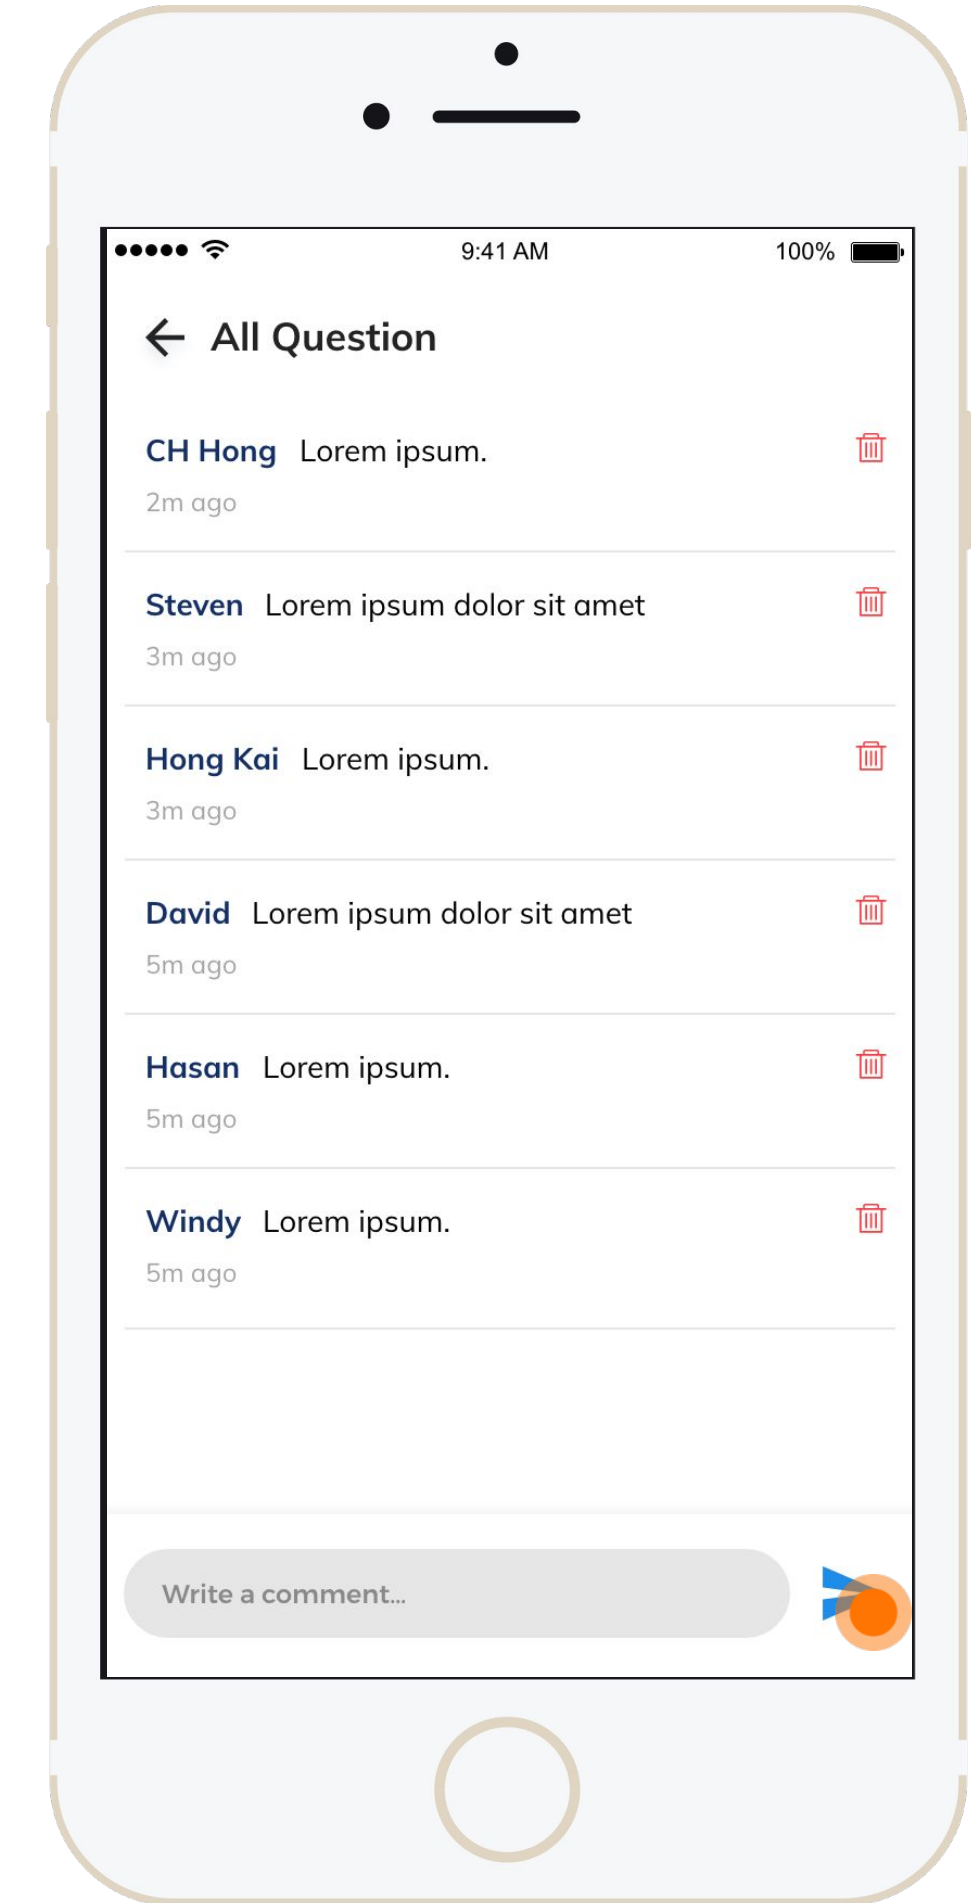 9:41 AM 100%
All Question
CH Hong Lorem ipsum.
2m ago
Steven Lorem ipsum dolor sit amet
3m ago
Hong Kai Lorem ipsum.
3m ago
David Lorem ipsum dolor sit amet
5m ago
Hasan Lorem ipsum.
5m ago
Windy Lorem ipsum.
5m ago
Write a comment...